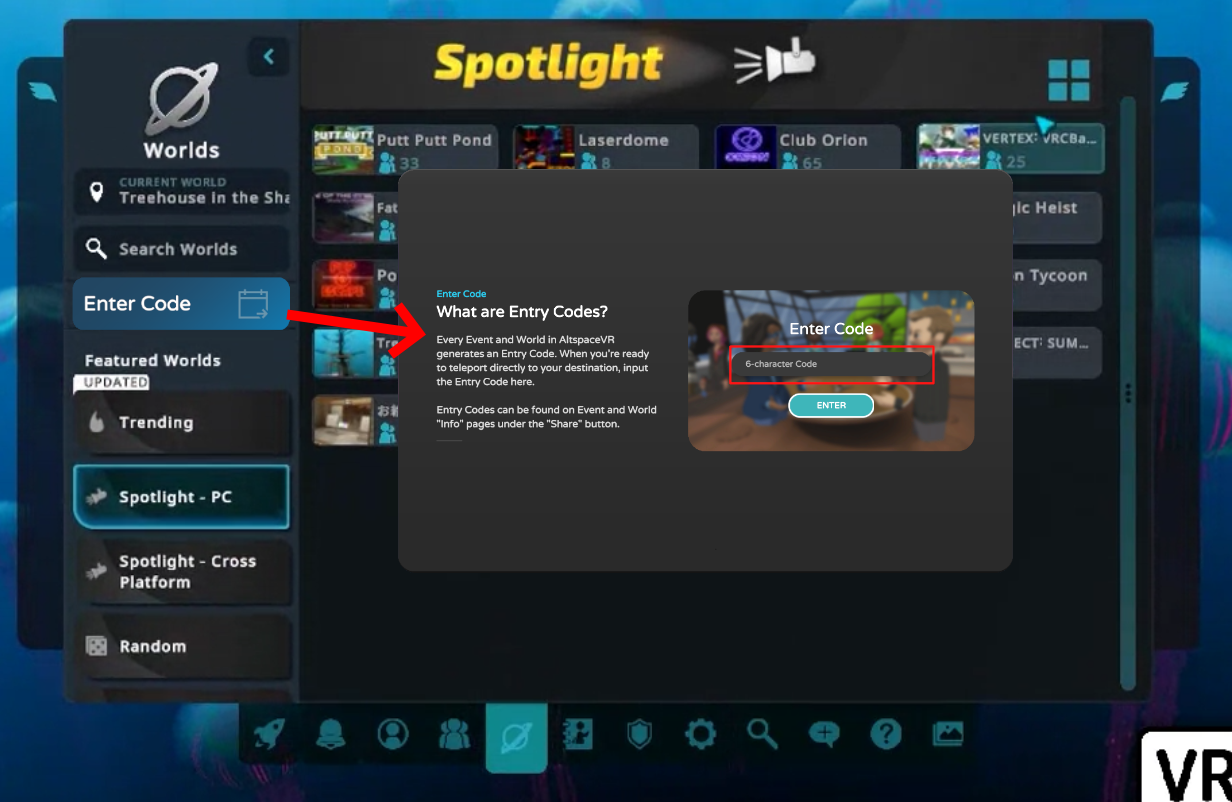 Spotlight
Worlds
CURRENT WORLD
Treehouse in the Sha
Search Worlds
Enter Code
Featured Worlds
UPDATED
Trending
Spotlight - PC
Spotlight - Cross
Platform
Random
PUTT PUTT
POND
Putt Putt Pond
33
Laserdome
8
Club Orion
65
VERTEX: VRCBa...
25
Fat
gic Heist
Po
n Tycoon
Tre
ECT: SUM...
Enter Code
What are Entry Codes?
Every Event and World in AltspaceVR
generates an Entry Code. When you're ready
to teleport directly to your destination, input
the Entry Code here.
Entry Codes can be found on Event and World
"Info" pages under the "Share" button.
Enter Code
6-character Code
ENTER
VR